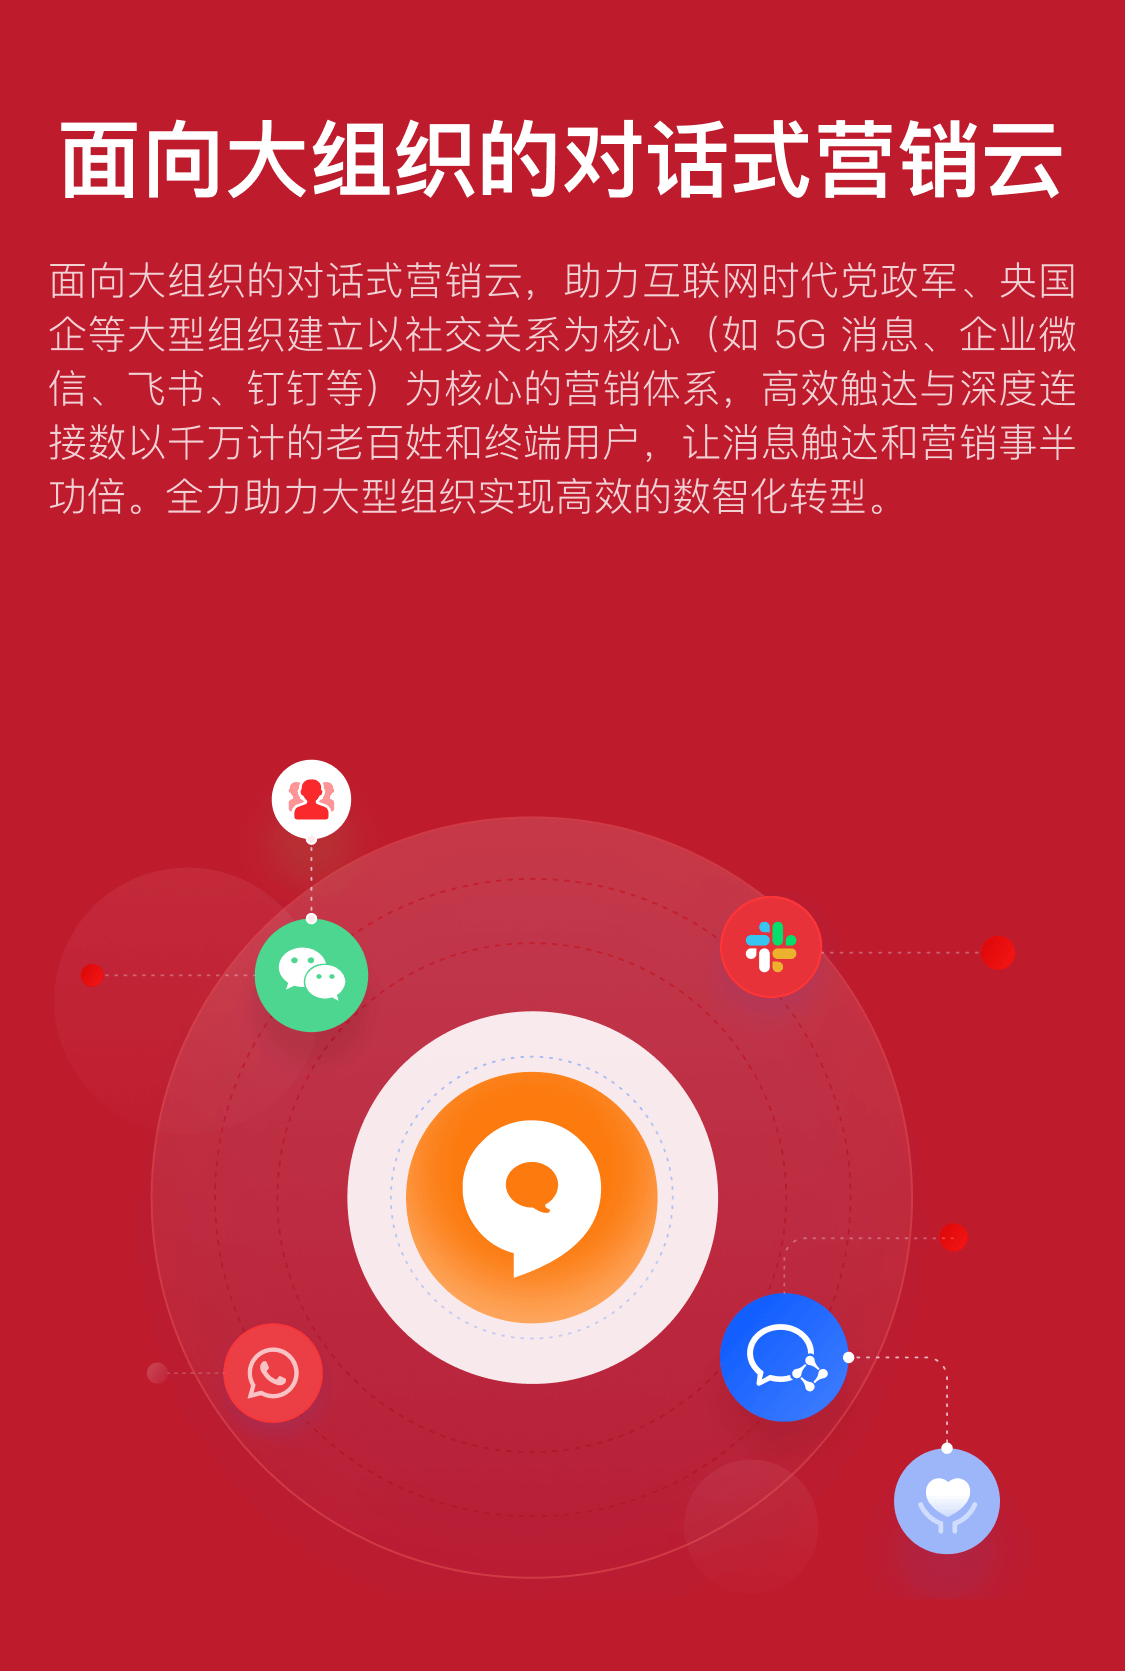 面向大组织的对话式营销云
面向大组织的对话式营销云，助力互联网时代党政军、央国
企等大型组织建立以社交关系为核心（如 5G 消息、企业微
信、飞书、钉钉等）为核心的营销体系，高效触达与深度连
接数以千万计的老百姓和终端用户，让消息触达和营销事半
功倍。全力助力大型组织实现高效的数智化转型。